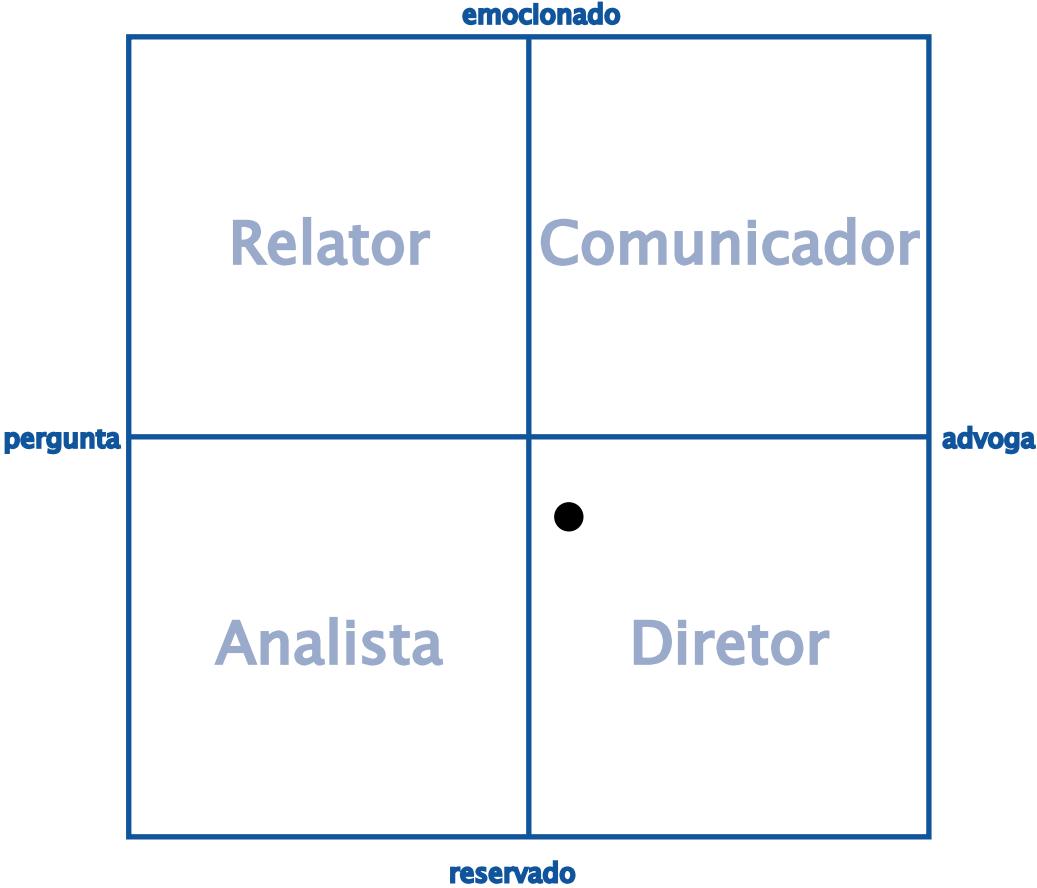 emocionado
Relator
Comunicador
pergunta
advoga
Analista
Diretor
reservado